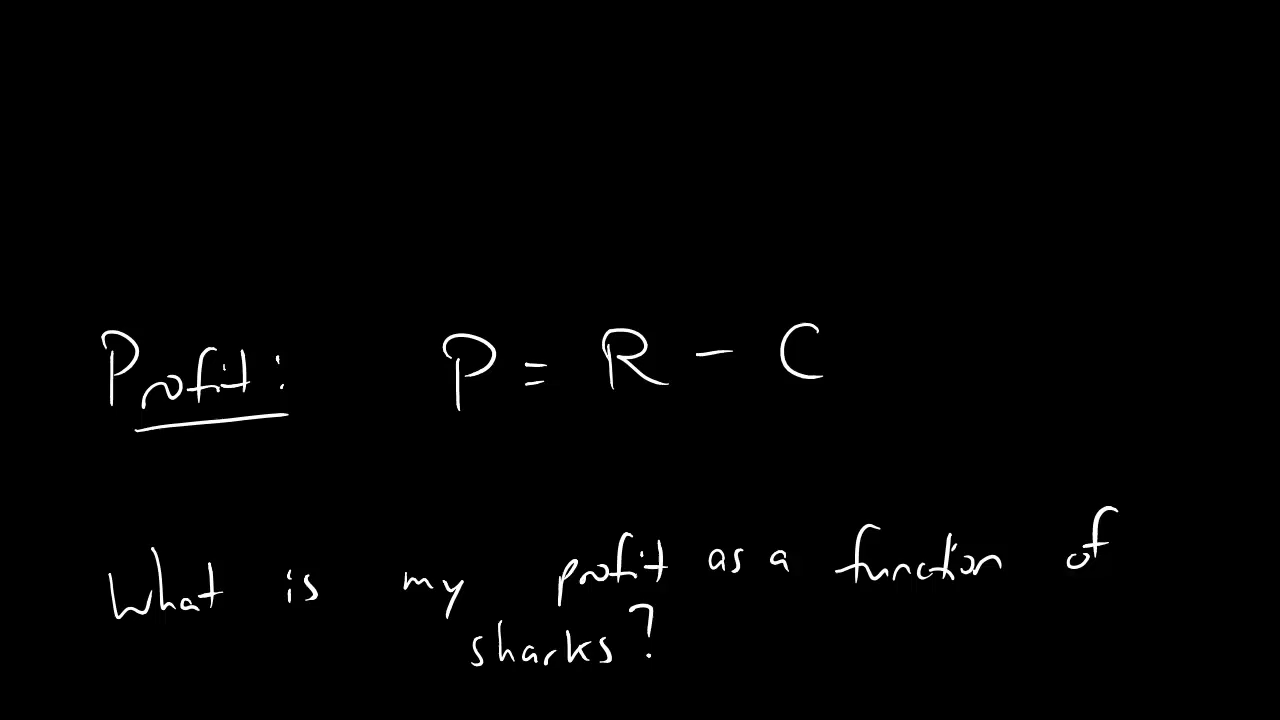 Profit: P = R - C
What is my profit as a function of
sharks?